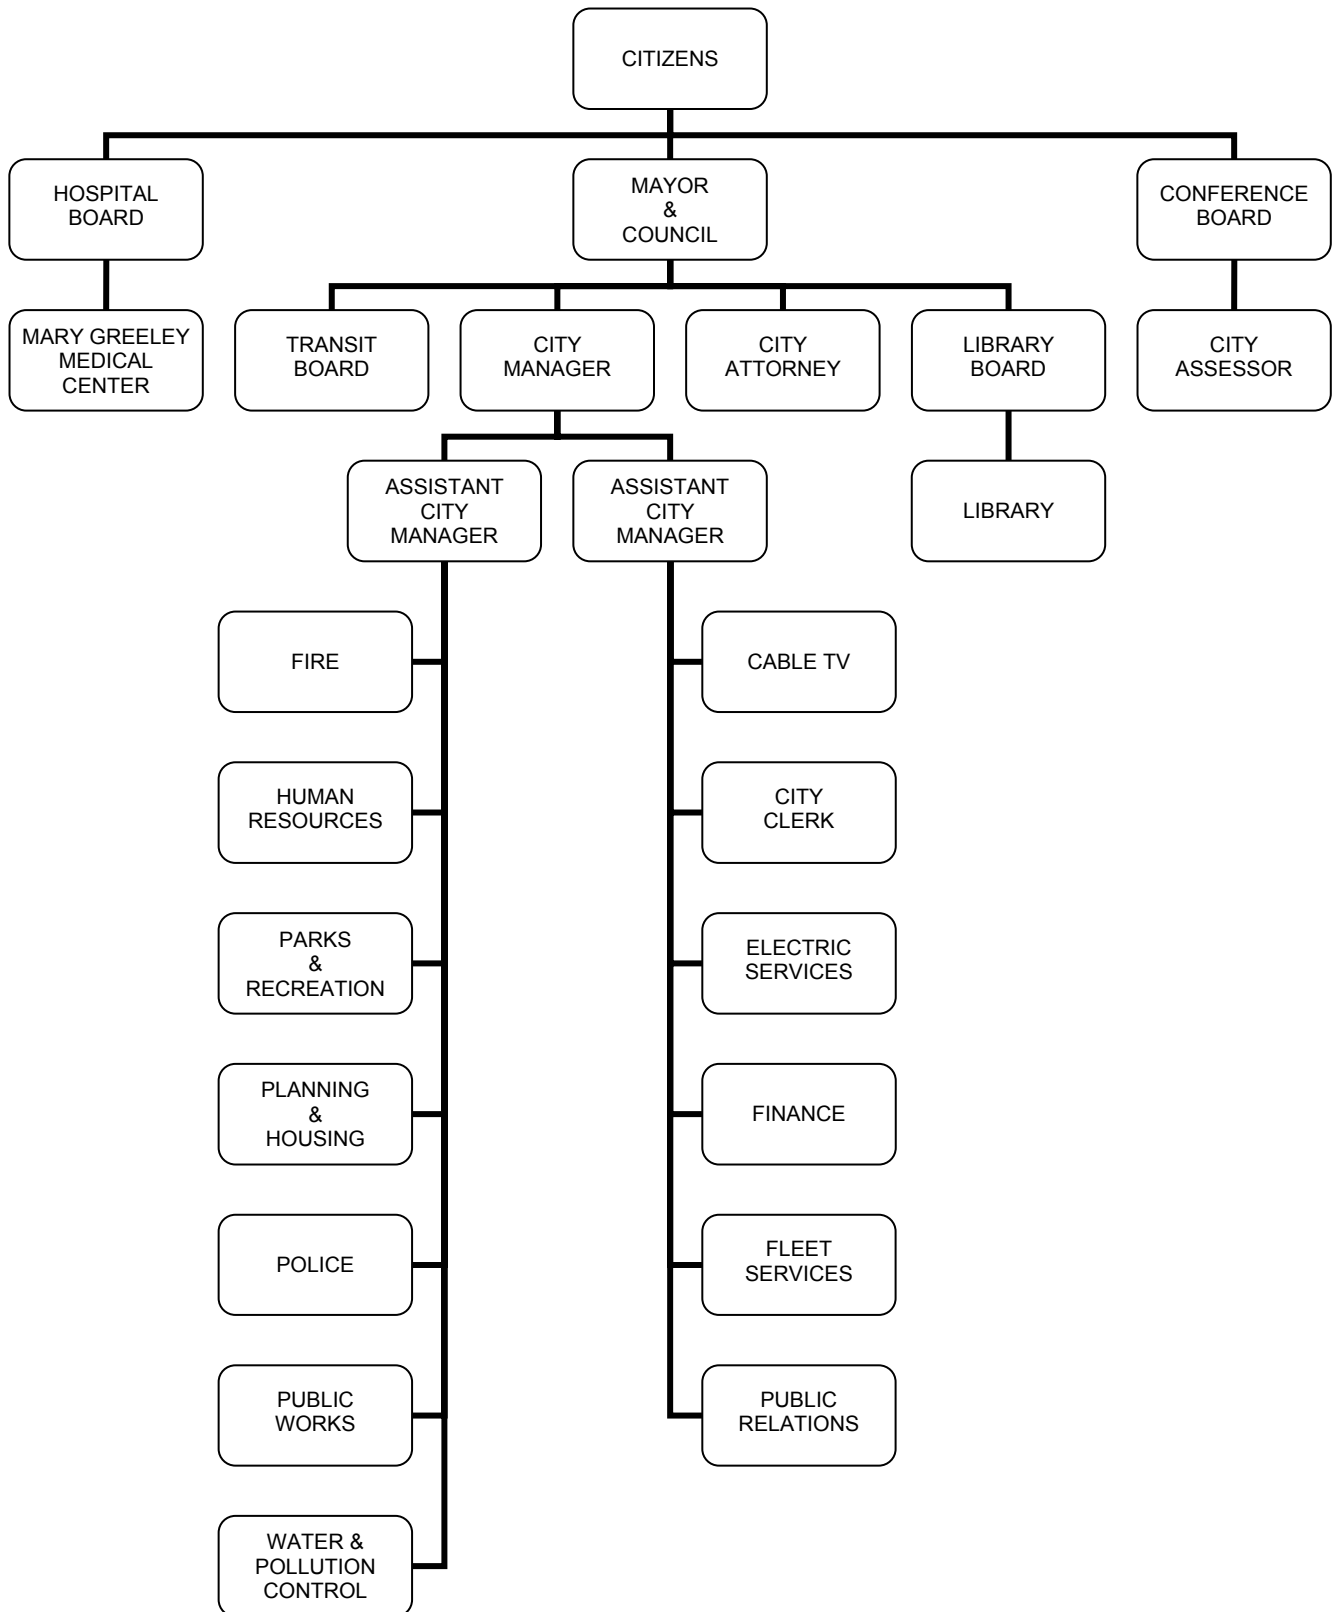 CITIZENS
HOSPITAL
BOARD
MAYOR
&
COUNCIL
CONFERENCE
BOARD
MARY GREELEY
MEDICAL
CENTER
TRANSIT
BOARD
CITY
MANAGER
CITY
ATTORNEY
LIBRARY
BOARD
CITY
ASSESSOR
ASSISTANT
CITY
MANAGER
ASSISTANT
CITY
MANAGER
LIBRARY
FIRE
CABLE TV
HUMAN
RESOURCES
CITY
CLERK
PARKS
&
RECREATION
ELECTRIC
SERVICES
PLANNING
&
HOUSING
FINANCE
POLICE
FLEET
SERVICES
PUBLIC
WORKS
PUBLIC
RELATIONS
WATER &
POLLUTION
CONTROL